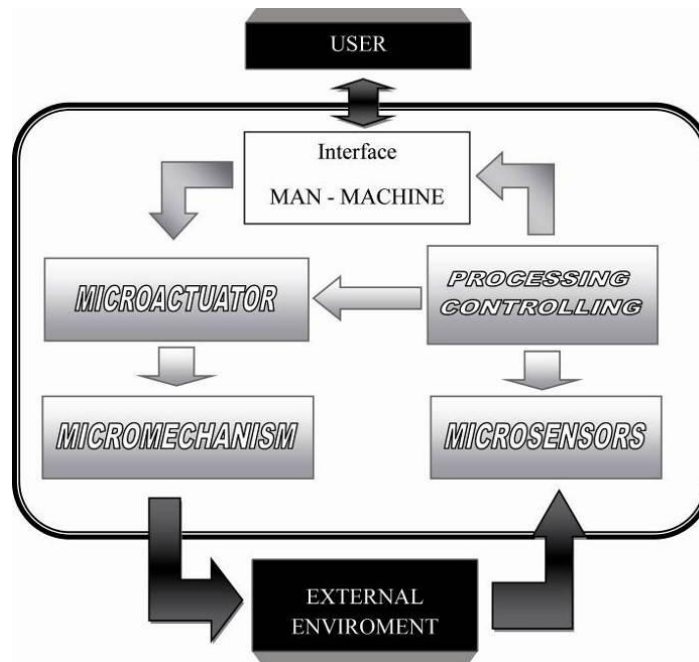 USER
Interface
MAN - MACHINE
MICROACTUATOR
PROCESSING
CONTROLLING
MICROMECHANISM
MICROSENSORS
EXTERNAL
ENVIROMENT